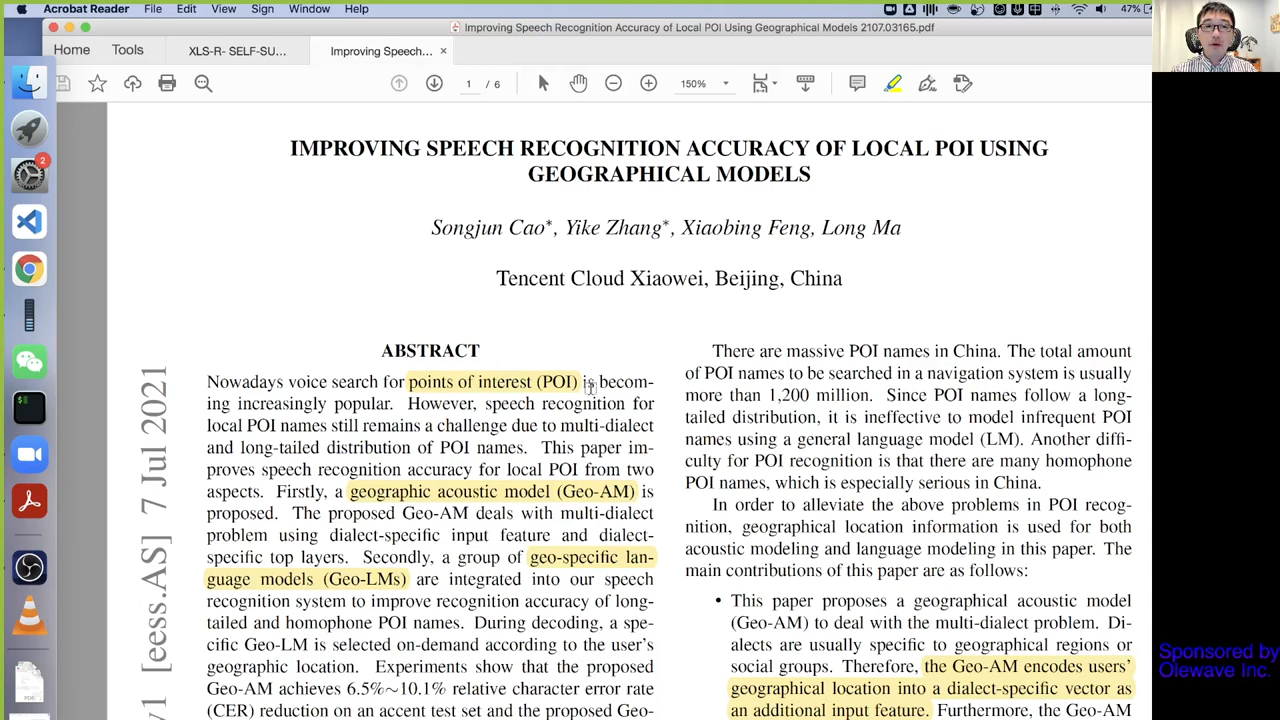 Acrobat Reader File Edit View Sign Window Help 47%
Improving Speech Recognition Accuracy of Local POI Using Geographical Models 2107.03165.pdf
Home Tools XLS-R- SELF-SU... Improving Speech... ×
1 / 6 150%
2
IMPROVING SPEECH RECOGNITION ACCURACY OF LOCAL POI USING
GEOGRAPHICAL MODELS
Songjun Cao*, Yike Zhang*, Xiaobing Feng, Long Ma
Tencent Cloud Xiaowei, Beijing, China
v1 [eess.AS] 7 Jul 2021
ABSTRACT
Nowadays voice search for points of interest (POI) is becom-
ing increasingly popular. However, speech recognition for
local POI names still remains a challenge due to multi-dialect
and long-tailed distribution of POI names. This paper im-
proves speech recognition accuracy for local POI from two
aspects. Firstly, a geographic acoustic model (Geo-AM) is
proposed. The proposed Geo-AM deals with multi-dialect
problem using dialect-specific input feature and dialect-
specific top layers. Secondly, a group of geo-specific lan-
guage models (Geo-LMs) are integrated into our speech
recognition system to improve recognition accuracy of long-
tailed and homophone POI names. During decoding, a spe-
cific Geo-LM is selected on-demand according to the user's
geographic location. Experiments show that the proposed
Geo-AM achieves 6.5%∼10.1% relative character error rate
(CER) reduction on an accent test set and the proposed Geo-
There are massive POI names in China. The total amount
of POI names to be searched in a navigation system is usually
more than 1,200 million. Since POI names follow a long-
tailed distribution, it is ineffective to model infrequent POI
names using a general language model (LM). Another diffi-
culty for POI recognition is that there are many homophone
POI names, which is especially serious in China.
In order to alleviate the above problems in POI recog-
nition, geographical location information is used for both
acoustic modeling and language modeling in this paper. The
main contributions of this paper are as follows:
• This paper proposes a geographical acoustic model
(Geo-AM) to deal with the multi-dialect problem. Di-
alects are usually specific to geographical regions or
social groups. Therefore, the Geo-AM encodes users'
geographical location into a dialect-specific vector as
an additional input feature. Furthermore, the Geo-AM
Sponsored by
Olewave Inc.